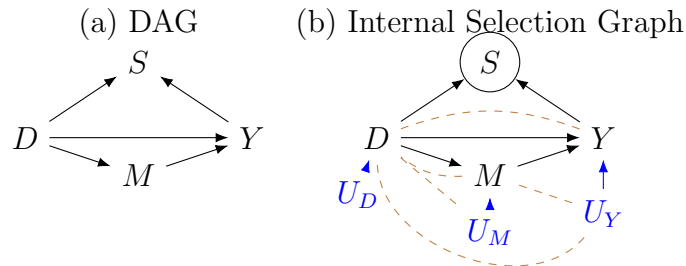 (a) DAG
S
D
Y
M
(b) Internal Selection Graph
S
D
Y
M
U_D
U_M
U_Y